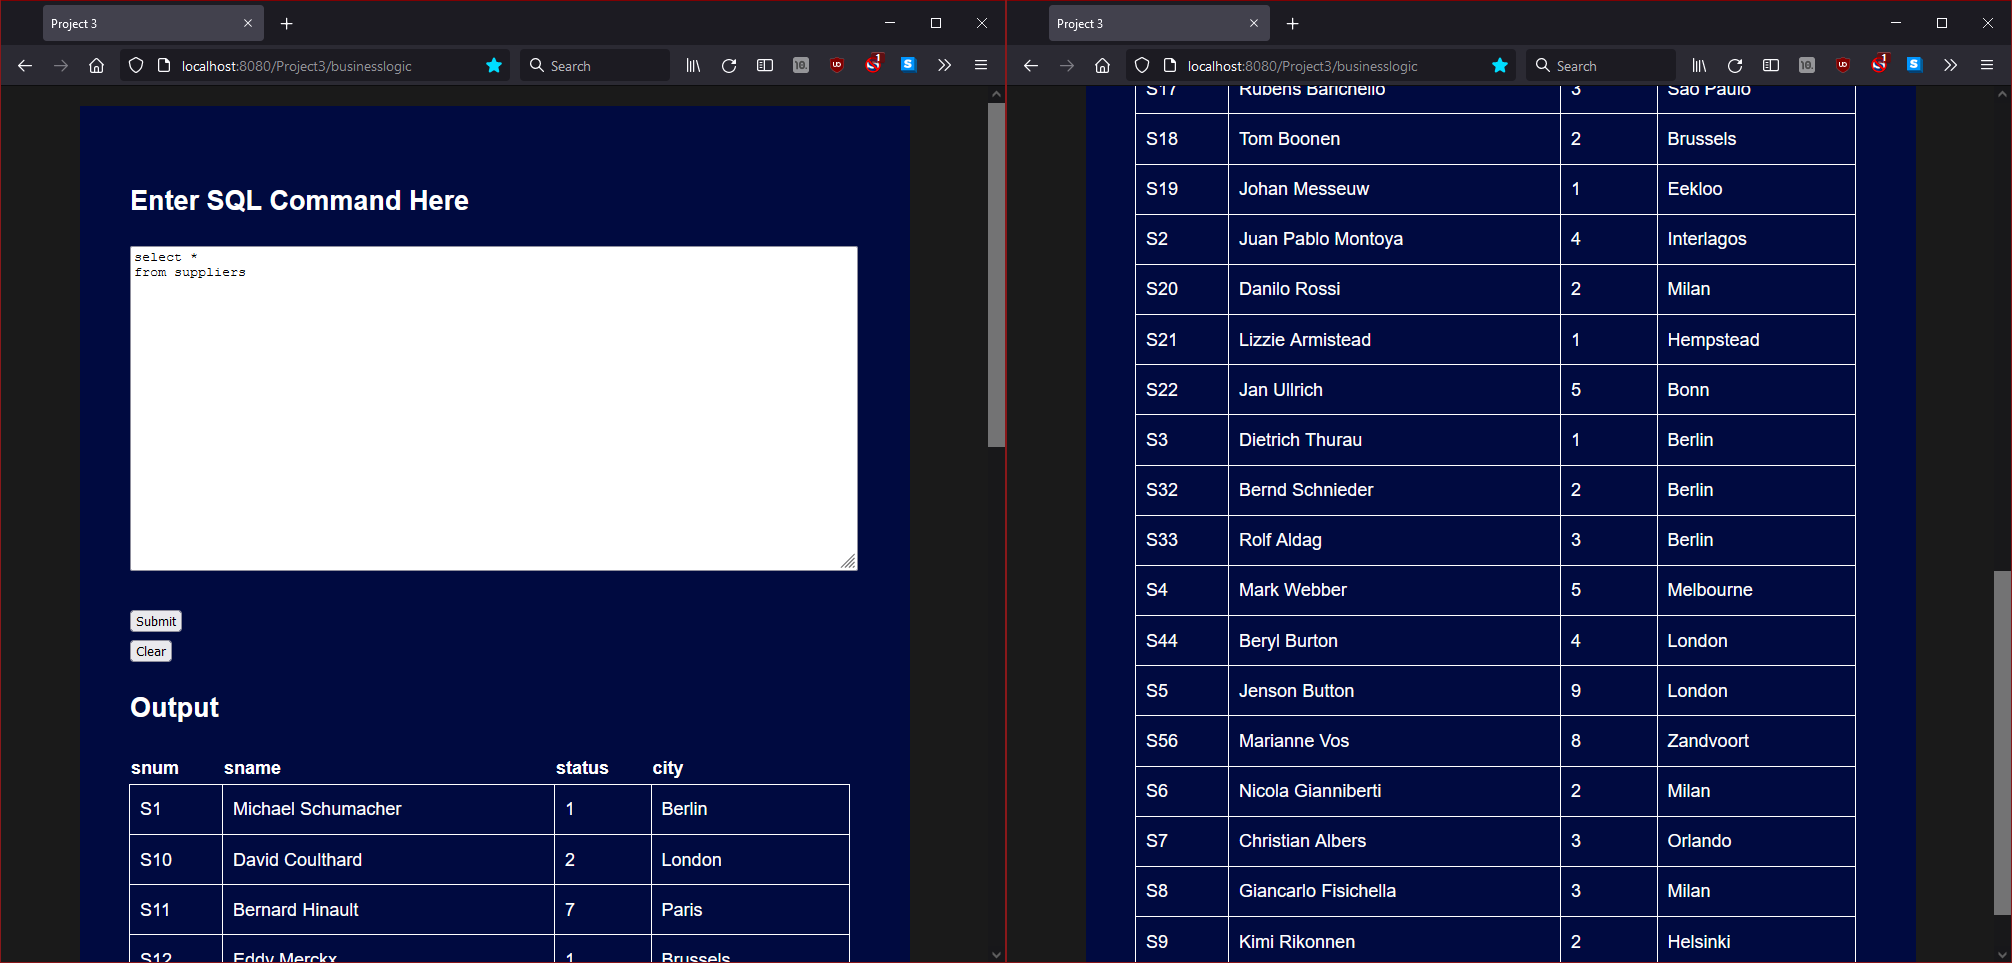 Project 3
localhost:8080/Project3/businesslogic
Search
Enter SQL Command Here
select *
from suppliers
Submit
Clear
Output
snum sname status city
S1 Michael Schumacher 1 Berlin
S10 David Coulthard 2 London
S11 Bernard Hinault 7 Paris
S12 Eddy Merckx 1 Brussels
Project 3
localhost:8080/Project3/businesslogic
Search
S17 Rubens Barichello 3 Sao Paulo
S18 Tom Boonen 2 Brussels
S19 Johan Messeuw 1 Eekloo
S2 Juan Pablo Montoya 4 Interlagos
S20 Danilo Rossi 2 Milan
S21 Lizzie Armistead 1 Hempstead
S22 Jan Ullrich 5 Bonn
S3 Dietrich Thurau 1 Berlin
S32 Bernd Schnieder 2 Berlin
S33 Rolf Aldag 3 Berlin
S4 Mark Webber 5 Melbourne
S44 Beryl Burton 4 London
S5 Jenson Button 9 London
S56 Marianne Vos 8 Zandvoort
S6 Nicola Gianniberti 2 Milan
S7 Christian Albers 3 Orlando
S8 Giancarlo Fisichella 3 Milan
S9 Kimi Rikonnen 2 Helsinki